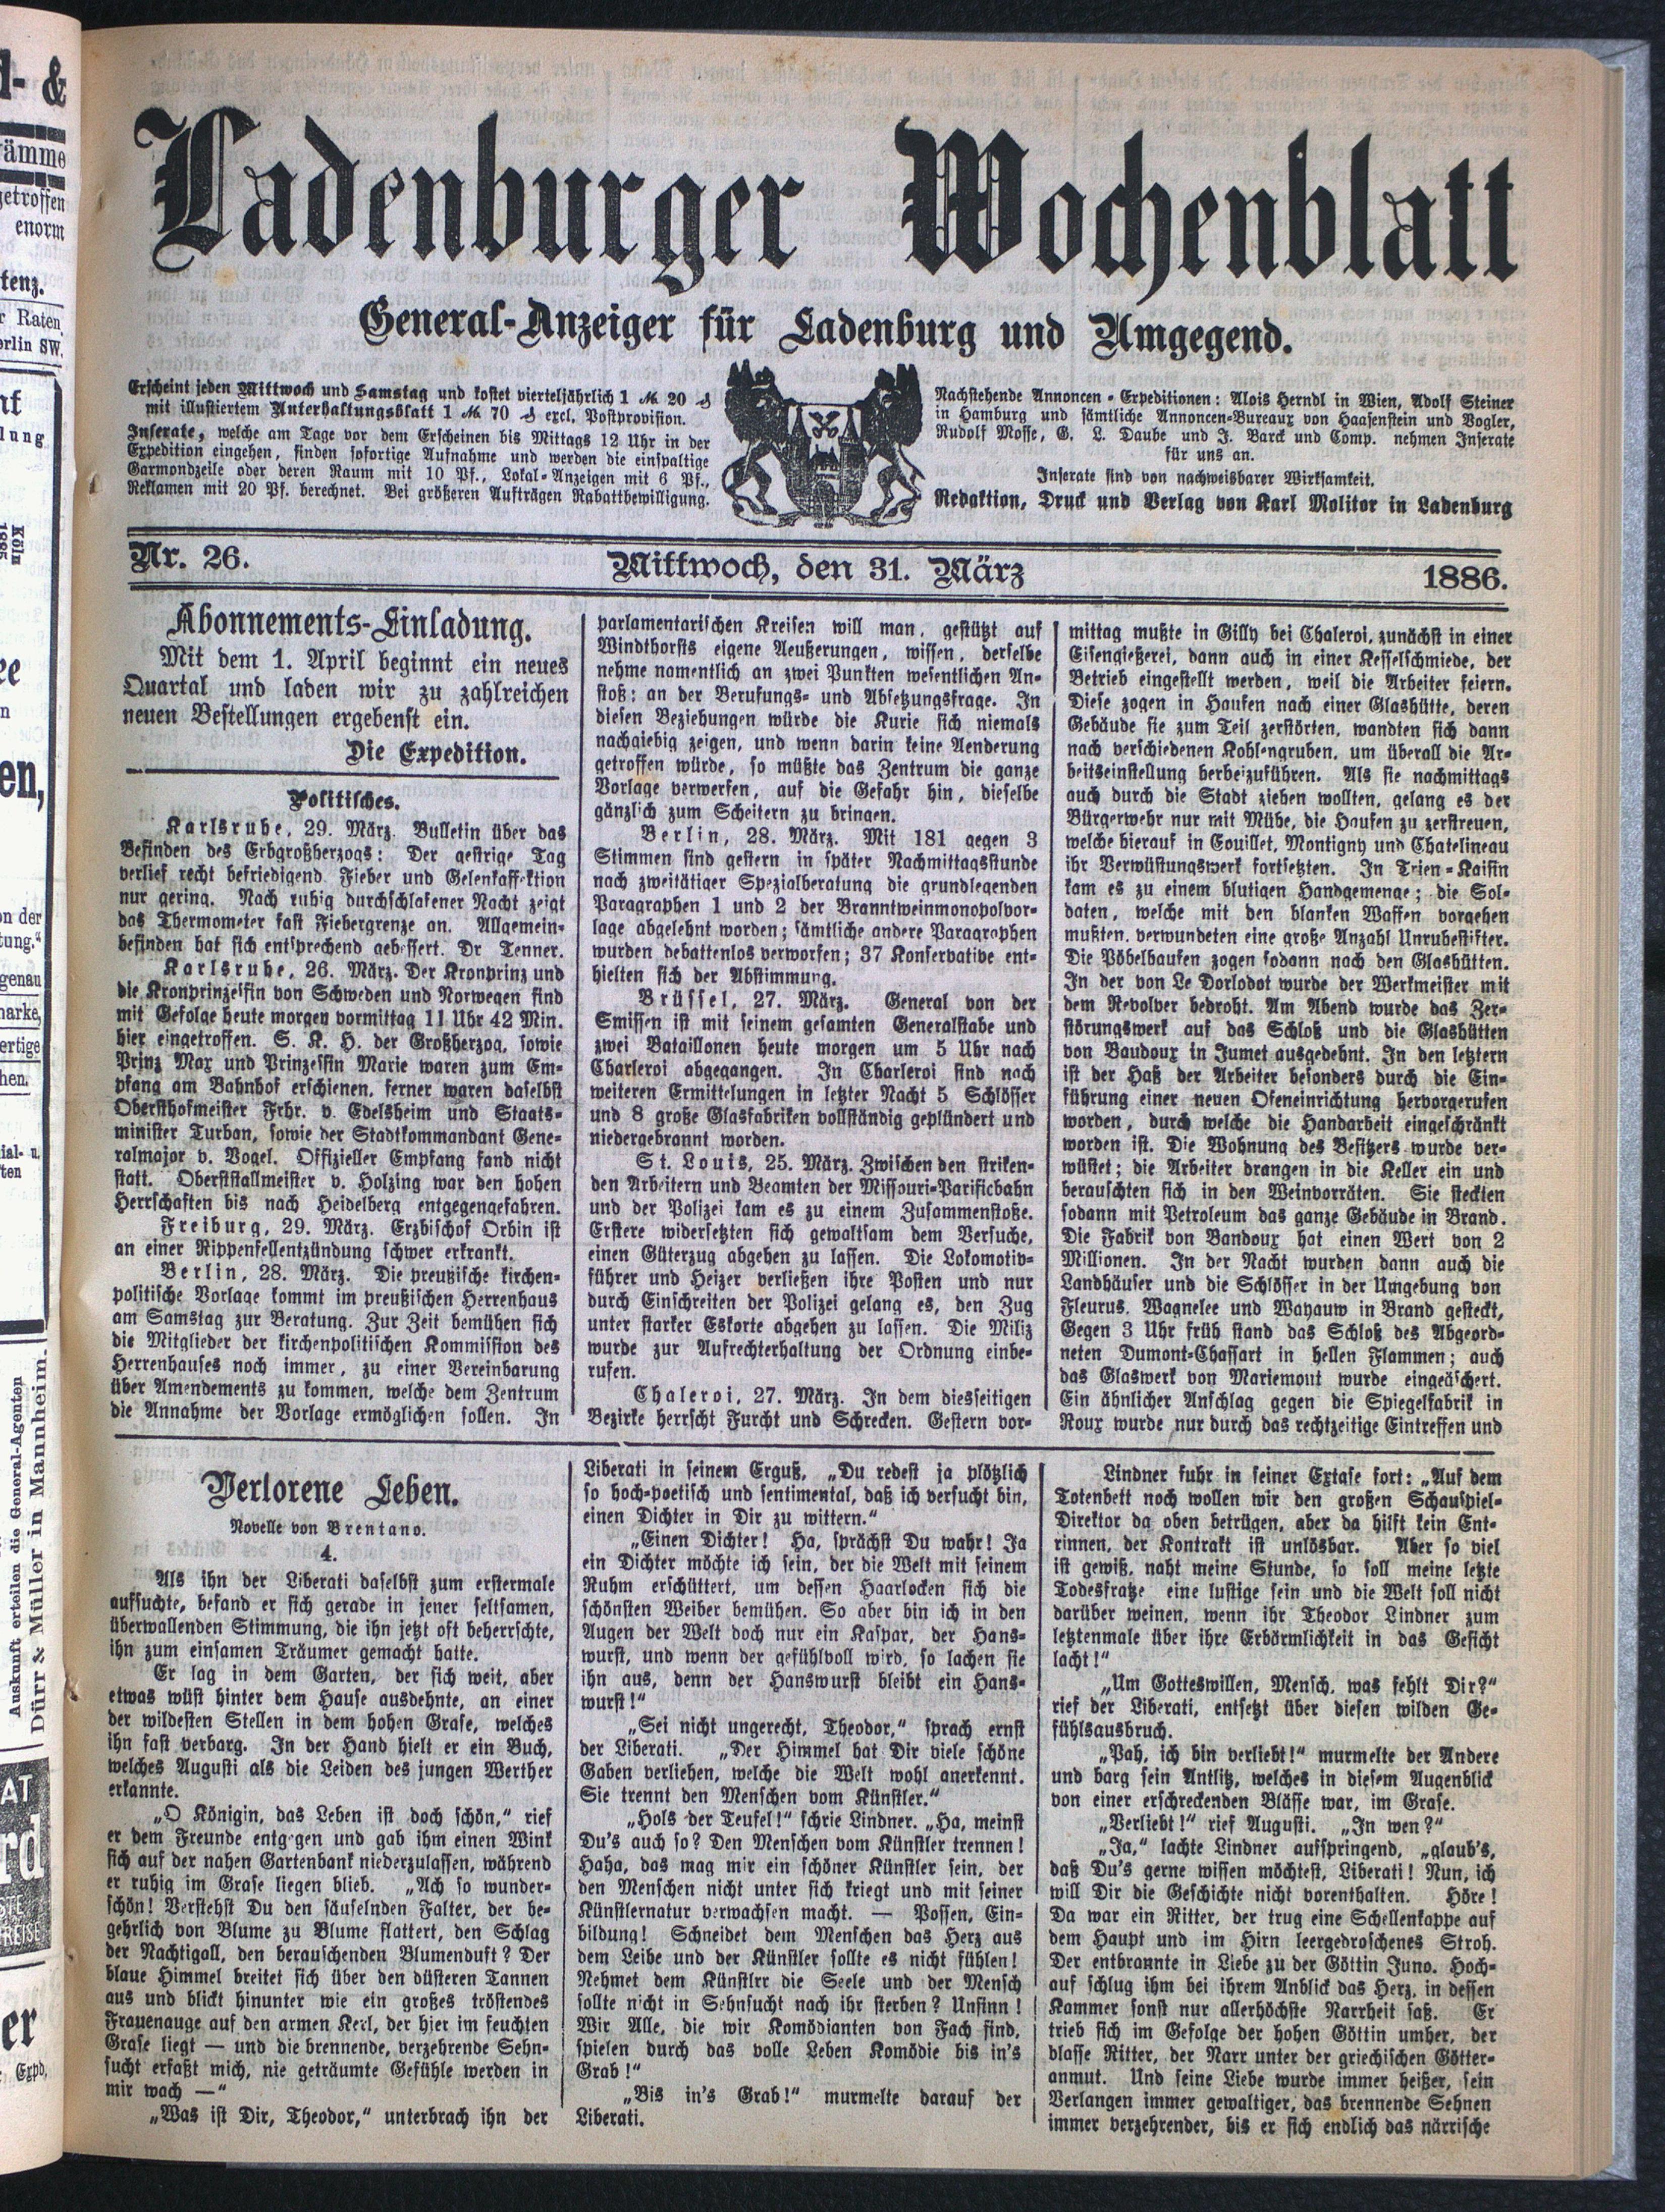 Ladenburger Wochenblatt
General-Anzeiger für Ladenburg und Umgegend.
Erscheint jeden Mittwoch und Samstag und kostet vierteljährlich 1 ℳ 20 ₰
mit illustriertem Unterhaltungsblatt 1 ℳ 70 ₰ excl. Postprovision.
Inserate, welche am Tage vor dem Erscheinen bis Mittags 12 Uhr in der
Expedition eingehen, finden sofortige Aufnahme und werden die einspaltige
Garmondzeile oder deren Raum mit 10 Pf., Lokal-Anzeigen mit 6 Pf.,
Reklamen mit 20 Pf. berechnet. Bei größeren Aufträgen Rabattbewilligung.
Nachstehende Annoncen-Expeditionen: Alois Herndl in Wien, Adolf Steiner
in Hamburg und sämtliche Annoncen-Bureaux von Haasenstein und Vogler,
Rudolf Mosse, G. L. Daube und J. Barck und Comp. nehmen Inserate
für uns an.
Inserate sind von nachweisbarer Wirksamkeit.
Redaktion, Druck und Verlag von Karl Molitor in Ladenburg
Nr. 26.
Mittwoch, den 31. März
1886.
Abonnements-Einladung.
Mit dem 1. April beginnt ein neues
Quartal und laden wir zu zahlreichen
neuen Bestellungen ergebenst ein.
Die Expedition.
Politisches.
Karlsruhe, 29. März. Bulletin über das
Befinden des Erbgroßherzogs: Der gestrige Tag
verlief recht befriedigend. Fieber und Gelenkaffektion
nur gering. Nach ruhig durchschlafener Nacht zeigt
das Thermometer fast Fiebergrenze an. Allgemein-
befinden hat sich entsprechend gebessert. Dr Tenner.
Karlsruhe, 26. März. Der Kronprinz und
die Kronprinzessin von Schweden und Norwegen sind
mit Gefolge heute morgen vormittag 11 Uhr 42 Min.
hier eingetroffen. S. K. H. der Großherzog, sowie
Prinz Max und Prinzessin Marie waren zum Em-
pfang am Bahnhof erschienen, ferner waren daselbst
Obersthofmeister Frhr. v. Edelsheim und Staats-
minister Turban, sowie der Stadtkommandant Gene-
ralmajor v. Vogel. Offizieller Empfang fand nicht
statt. Oberststallmeister v. Holzing war den hohen
Herrschaften bis nach Heidelberg entgegengefahren.
Freiburg, 29. März. Erzbischof Orbin ist
an einer Rippenfellentzündung schwer erkrankt.
Berlin, 28. März. Die preußische kirchen-
politische Vorlage kommt im preußischen Herrenhaus
am Samstag zur Beratung. Zur Zeit bemühen sich
die Mitglieder der kirchenpolitischen Kommission des
Herrenhauses noch immer, zu einer Vereinbarung
über Amendements zu kommen, welche dem Zentrum
die Annahme der Vorlage ermöglichen sollen. In
parlamentarischen Kreisen will man, gestützt auf
Windthorsts eigene Aeußerungen, wissen, derselbe
nehme namentlich an zwei Punkten wesentlichen An-
stoß: an der Berufungs- und Absetzungsfrage. In
diesen Beziehungen würde die Kurie sich niemals
nachgiebig zeigen, und wenn darin keine Aenderung
getroffen würde, so müßte das Zentrum die ganze
Vorlage verwerfen, auf die Gefahr hin, dieselbe
gänzlich zum Scheitern zu bringen.
Berlin, 28. März. Mit 181 gegen 3
Stimmen sind gestern in später Nachmittagsstunde
nach zweitätiger Spezialberatung die grundlegenden
Paragraphen 1 und 2 der Branntweinmonopolvor-
lage abgelehnt worden; sämtliche andere Paragraphen
wurden debattenlos verworfen; 37 Konservative ent-
hielten sich der Abstimmung.
Brüssel, 27. März. General von der
Smissen ist mit seinem gesamten Generalstabe und
zwei Bataillonen heute morgen um 5 Uhr nach
Charleroi abgegangen. In Charleroi sind nach
weiteren Ermittelungen in letzter Nacht 5 Schlösser
und 8 große Glasfabriken vollständig geplündert und
niedergebrannt worden.
St. Louis, 25. März. Zwischen den striken-
den Arbeitern und Beamten der Missouri-Parificbahn
und der Polizei kam es zu einem Zusammenstoße.
Erstere widersetzten sich gewaltsam dem Versuche,
einen Güterzug abgehen zu lassen. Die Lokomotiv-
führer und Heizer verließen ihre Posten und nur
durch Einschreiten der Polizei gelang es, den Zug
unter starker Eskorte abgehen zu lassen. Die Miliz
wurde zur Aufrechterhaltung der Ordnung einbe-
rufen.
Chaleroi, 27. März. In dem diesseitigen
Bezirke herrscht Furcht und Schrecken. Gestern vor-
mittag mußte in Gilly bei Chaleroi, zunächst in einer
Eisengießerei, dann auch in einer Kesselschmiede, der
Betrieb eingestellt werden, weil die Arbeiter feiern.
Diese zogen in Haufen nach einer Glashütte, deren
Gebäude sie zum Teil zerstörten, wandten sich dann
nach verschiedenen Kohlengruben, um überall die Ar-
beitseinstellung herbeizuführen. Als sie nachmittags
auch durch die Stadt ziehen wollten, gelang es der
Bürgerwehr nur mit Mühe, die Haufen zu zerstreuen,
welche hierauf in Couillet, Montigny und Chatelineau
ihr Verwüstungswerk fortsetzten. In Trien-Kaisin
kam es zu einem blutigen Handgemenge; die Sol-
daten, welche mit den blanken Waffen vorgehen
mußten, verwundeten eine große Anzahl Unruhestifter.
Die Pöbelhaufen zogen sodann nach den Glashütten.
In der von Le Dorlodot wurde der Werkmeister mit
dem Revolver bedroht. Am Abend wurde das Zer-
störungswerk auf das Schloß und die Glashütten
von Baudoux in Jumet ausgedehnt. In den letztern
ist der Haß der Arbeiter besonders durch die Ein-
führung einer neuen Ofeneinrichtung hervorgerufen
worden, durch welche die Handarbeit eingeschränkt
worden ist. Die Wohnung des Besitzers wurde ver-
wüstet; die Arbeiter drangen in die Keller ein und
berauschten sich in den Weinvorräten. Sie steckten
sodann mit Petroleum das ganze Gebäude in Brand.
Die Fabrik von Bandoux hat einen Wert von 2
Millionen. In der Nacht wurden dann auch die
Landhäuser und die Schlösser in der Umgebung von
Fleurus, Wagnelee und Wayauw in Brand gesteckt,
Gegen 3 Uhr früh stand das Schloß des Abgeord-
neten Dumont-Chassart in hellen Flammen; auch
das Glaswerk von Mariemont wurde eingeäschert.
Ein ähnlicher Anschlag gegen die Spiegelfabrik in
Roux wurde nur durch das rechtzeitige Eintreffen und
Verlorene Leben.
Novelle von Brentano.
4.
Als ihn der Liberati daselbst zum erstermale
aufsuchte, befand er sich gerade in jener seltsamen,
überwallenden Stimmung, die ihn jetzt oft beherrschte,
ihn zum einsamen Träumer gemacht hatte.
Er lag in dem Garten, der sich weit, aber
etwas wüst hinter dem Hause ausdehnte, an einer
der wildesten Stellen in dem hohen Grase, welches
ihn fast verbarg. In der Hand hielt er ein Buch,
welches Augusti als die Leiden des jungen Werther
erkannte.
„O Königin, das Leben ist doch schön,“ rief
er dem Freunde entgegen und gab ihm einen Wink
sich auf der nahen Gartenbank niederzulassen, während
er ruhig im Grase liegen blieb. „Ach so wunder-
schön! Verstehst Du den säuselnden Falter, der be-
gehrlich von Blume zu Blume flattert, den Schlag
der Nachtigall, den berauschenden Blumenduft? Der
blaue Himmel breitet sich über den düsteren Tannen
aus und blickt hinunter wie ein großes tröstendes
Frauenauge auf den armen Kerl, der hier im feuchten
Grase liegt — und die brennende, verzehrende Sehn-
sucht erfaßt mich, nie geträumte Gefühle werden in
mir wach —“
„Was ist Dir, Theodor,“ unterbrach ihn der
Liberati in seinem Erguß, „Du redest ja plötzlich
so hoch-poetisch und sentimental, daß ich versucht bin,
einen Dichter in Dir zu wittern.“
„Einen Dichter! Ha, sprächst Du wahr! Ja
ein Dichter möchte ich sein, der die Welt mit seinem
Ruhm erschüttert, um dessen Haarlocken sich die
schönsten Weiber bemühen. So aber bin ich in den
Augen der Welt doch nur ein Kaspar, der Hans-
wurst, und wenn der gefühlvoll wird, so lachen sie
ihn aus, denn der Hanswurst bleibt ein Hans-
wurst!“
„Sei nicht ungerecht, Theodor,“ sprach ernst
der Liberati. „Der Himmel hat Dir viele schöne
Gaben verliehen, welche die Welt wohl anerkennt.
Sie trennt den Menschen vom Künstler.“
„Hols der Teufel!“ schrie Lindner. „Ha, meinst
Du's auch so? Den Menschen vom Künstler trennen!
Haha, das mag mir ein schöner Künstler sein, der
den Menschen nicht unter sich kriegt und mit seiner
Künstlernatur verwachsen macht. — Possen, Ein-
bildung! Schneidet dem Menschen das Herz aus
dem Leibe und der Künstler sollte es nicht fühlen!
Nehmet dem Künstlrr die Seele und der Mensch
sollte nicht in Sehnsucht nach ihr sterben? Unsinn!
Wir Alle, die wir Komödianten von Fach sind,
spielen durch das volle Leben Komödie bis in's
Grab!“
„Bis in's Grab!“ murmelte darauf der
Liberati.
Lindner fuhr in seiner Extase fort: „Auf dem
Totenbett noch wollen wir den großen Schauspiel-
Direktor da oben betrügen, aber da hilft kein Ent-
rinnen, der Kontrakt ist unlösbar. Aber so viel
ist gewiß, naht meine Stunde, so soll meine letzte
Todesfratze eine lustige sein und die Welt soll nicht
darüber weinen, wenn ihr Theodor Lindner zum
letztenmale über ihre Erbärmlichkeit in das Gesicht
lacht!“
„Um Gotteswillen, Mensch, was fehlt Dir?“
rief der Liberati, entsetzt über diesen wilden Ge-
fühlsausbruch.
„Pah, ich bin verliebt!“ murmelte der Andere
und barg sein Antlitz, welches in diesem Augenblick
von einer erschreckenden Blässe war, im Grase.
„Verliebt!“ rief Augusti. „In wen?“
„Ja,“ lachte Lindner aufspringend, „glaub's,
daß Du's gerne wissen möchtest, Liberati! Nun, ich
will Dir die Geschichte nicht vorenthalten. Höre!
Da war ein Ritter, der trug eine Schellenkappe auf
dem Haupt und im Hirn leergedroschenes Stroh.
Der entbrannte in Liebe zu der Göttin Juno. Hoch-
auf schlug ihm bei ihrem Anblick das Herz, in dessen
Kammer sonst nur allerhöchste Narrheit saß. Er
trieb sich im Gefolge der hohen Göttin umher, der
blasse Ritter, der Narr unter der griechischen Götter-
anmut. Und seine Liebe wurde immer heißer, sein
Verlangen immer gewaltiger, das brennende Sehnen
immer verzehrender, bis er sich endlich das närrische